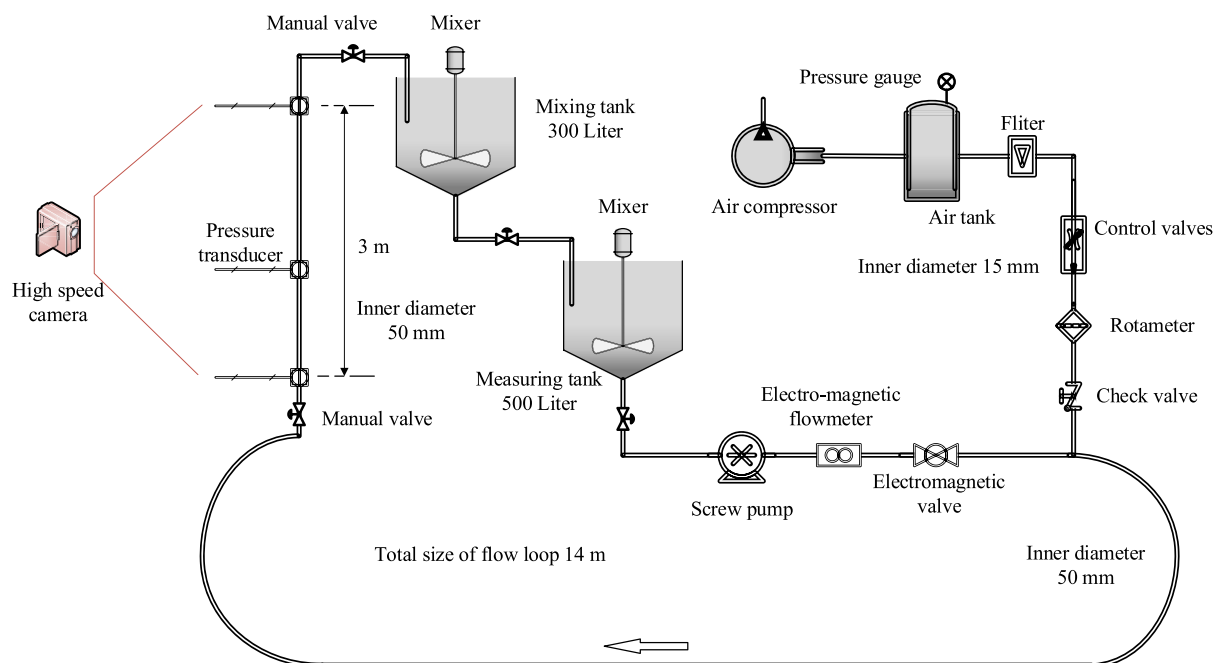 Manual valve
Mixer
Mixing tank
300 Liter
Pressure gauge
Fliter
Air compressor
Air tank
Control valves
Inner diameter 15 mm
Rotameter
Check valve
High speed
camera
Pressure
transducer
3 m
Inner diameter
50 mm
Mixer
Measuring tank
500 Liter
Manual valve
Electro-magnetic
flowmeter
Screw pump
Electromagnetic
valve
Total size of flow loop 14 m
Inner diameter
50 mm